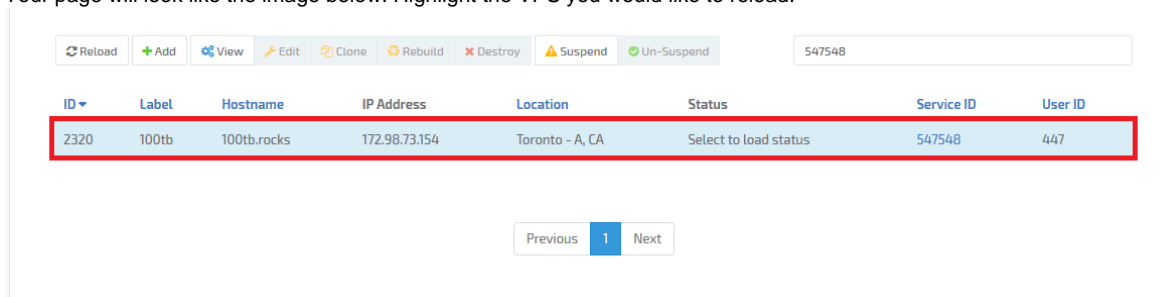 Your page will look like the image below. Highlight the VPS you would like to reload.
Reload Add View Edit Clone Rebuild Destroy Suspend Un-Suspend 547548
ID Label Hostname IP Address Location Status Service ID User ID
2320 100tb 100tb.rocks 172.98.73.154 Toronto - A, CA Select to load status 547548 447
Previous 1 Next